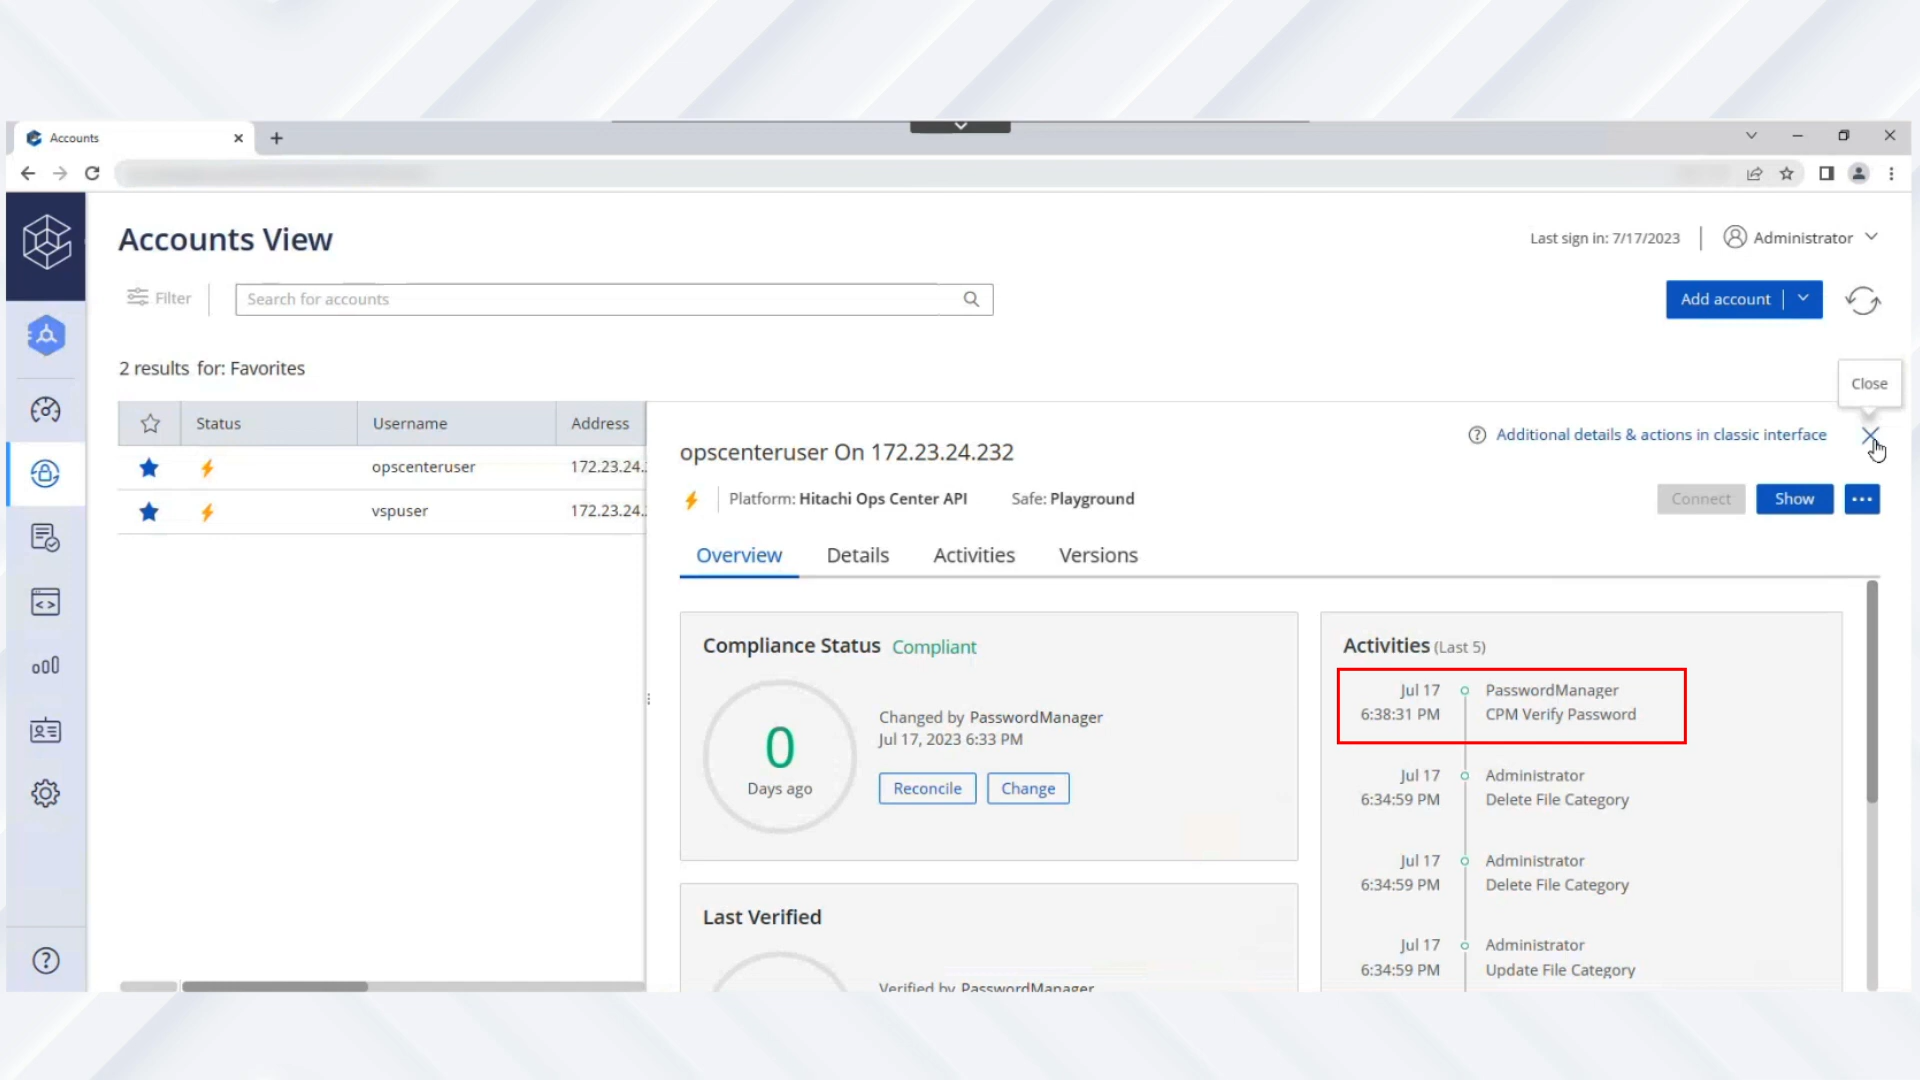 Accounts
Accounts View
Last sign in: 7/17/2023
Administrator
Filter
Search for accounts
Add account
2 results for: Favorites
Close
Status Username Address
opscenteruser 172.23.24.
vspuser 172.23.24.
Additional details & actions in classic interface
opscenteruser On 172.23.24.232
Platform: Hitachi Ops Center API Safe: Playground
Connect Show
Overview Details Activities Versions
Compliance Status Compliant
0
Days ago
Changed by PasswordManager
Jul 17, 2023 6:33 PM
Reconcile Change
Last Verified
Verified by PasswordManager
Activities (Last 5)
Jul 17 PasswordManager
6:38:31 PM CPM Verify Password
Jul 17 Administrator
6:34:59 PM Delete File Category
Jul 17 Administrator
6:34:59 PM Delete File Category
Jul 17 Administrator
6:34:59 PM Update File Category